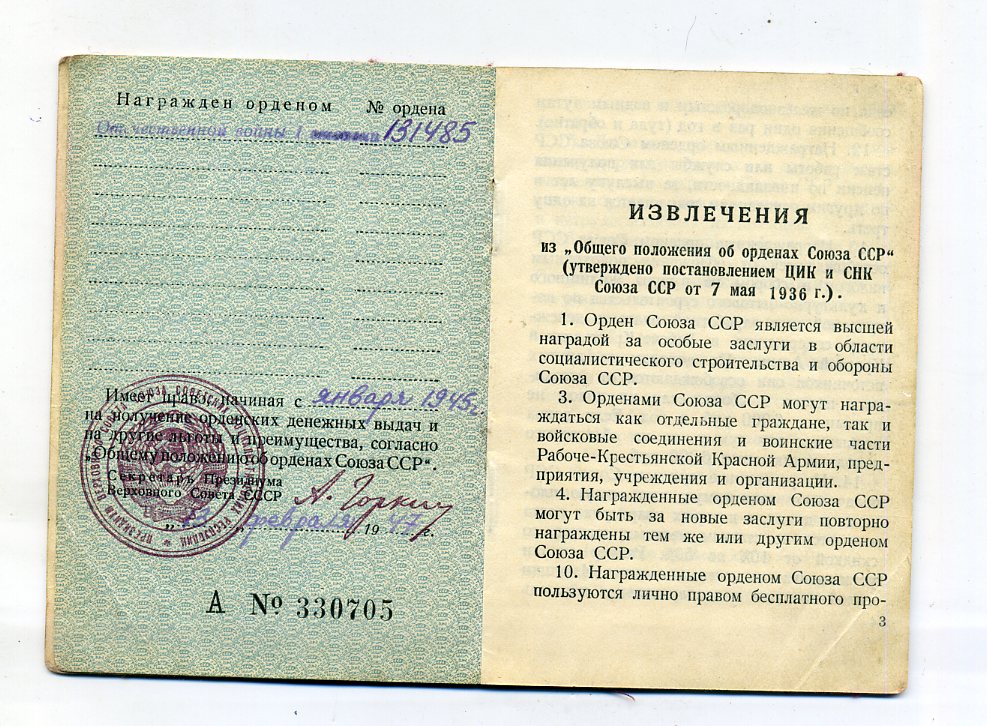 Награжден орденом № ордена
Отечественной войны I 131485
Имеет право, начиная с января 1945 г.
на получение орденских денежных выдач и
на другие льготы и преимущества, согласно
„Общему положению об орденах Союза ССР“.
Секретарь Президиума
Верховного Совета СССР А. Горкин
февраля 1947 г.
А № 330705
ИЗВЛЕЧЕНИЯ
из „Общего положения об орденах Союза ССР“
(утверждено постановлением ЦИК и СНК
Союза ССР от 7 мая 1936 г.).
1. Орден Союза ССР является высшей
наградой за особые заслуги в области
социалистического строительства и обороны
Союза ССР.
3. Орденами Союза ССР могут награ-
ждаться как отдельные граждане, так и
войсковые соединения и воинские части
Рабоче-Крестьянской Красной Армии, пред-
приятия, учреждения и организации.
4. Награжденные орденом Союза ССР
могут быть за новые заслуги повторно
награждены тем же или другим орденом
Союза ССР.
10. Награжденные орденом Союза ССР
пользуются лично правом бесплатного про-
3